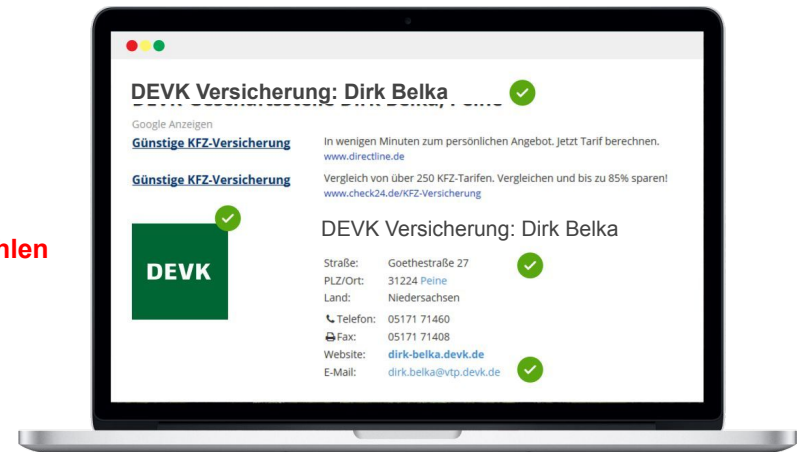 DEVK Versicherung: Dirk Belka
Google Anzeigen
Günstige KFZ-Versicherung
In wenigen Minuten zum persönlichen Angebot. Jetzt Tarif berechnen.
www.directline.de
Günstige KFZ-Versicherung
Vergleich von über 250 KFZ-Tarifen. Vergleichen und bis zu 85% sparen!
www.check24.de/KFZ-Versicherung
hlen
DEVK
DEVK Versicherung: Dirk Belka
Straße: Goethestraße 27
PLZ/Ort: 31224 Peine
Land: Niedersachsen
Telefon: 05171 71460
Fax: 05171 71408
Website: dirk-belka.devk.de
E-Mail: dirk.belka@vtp.devk.de